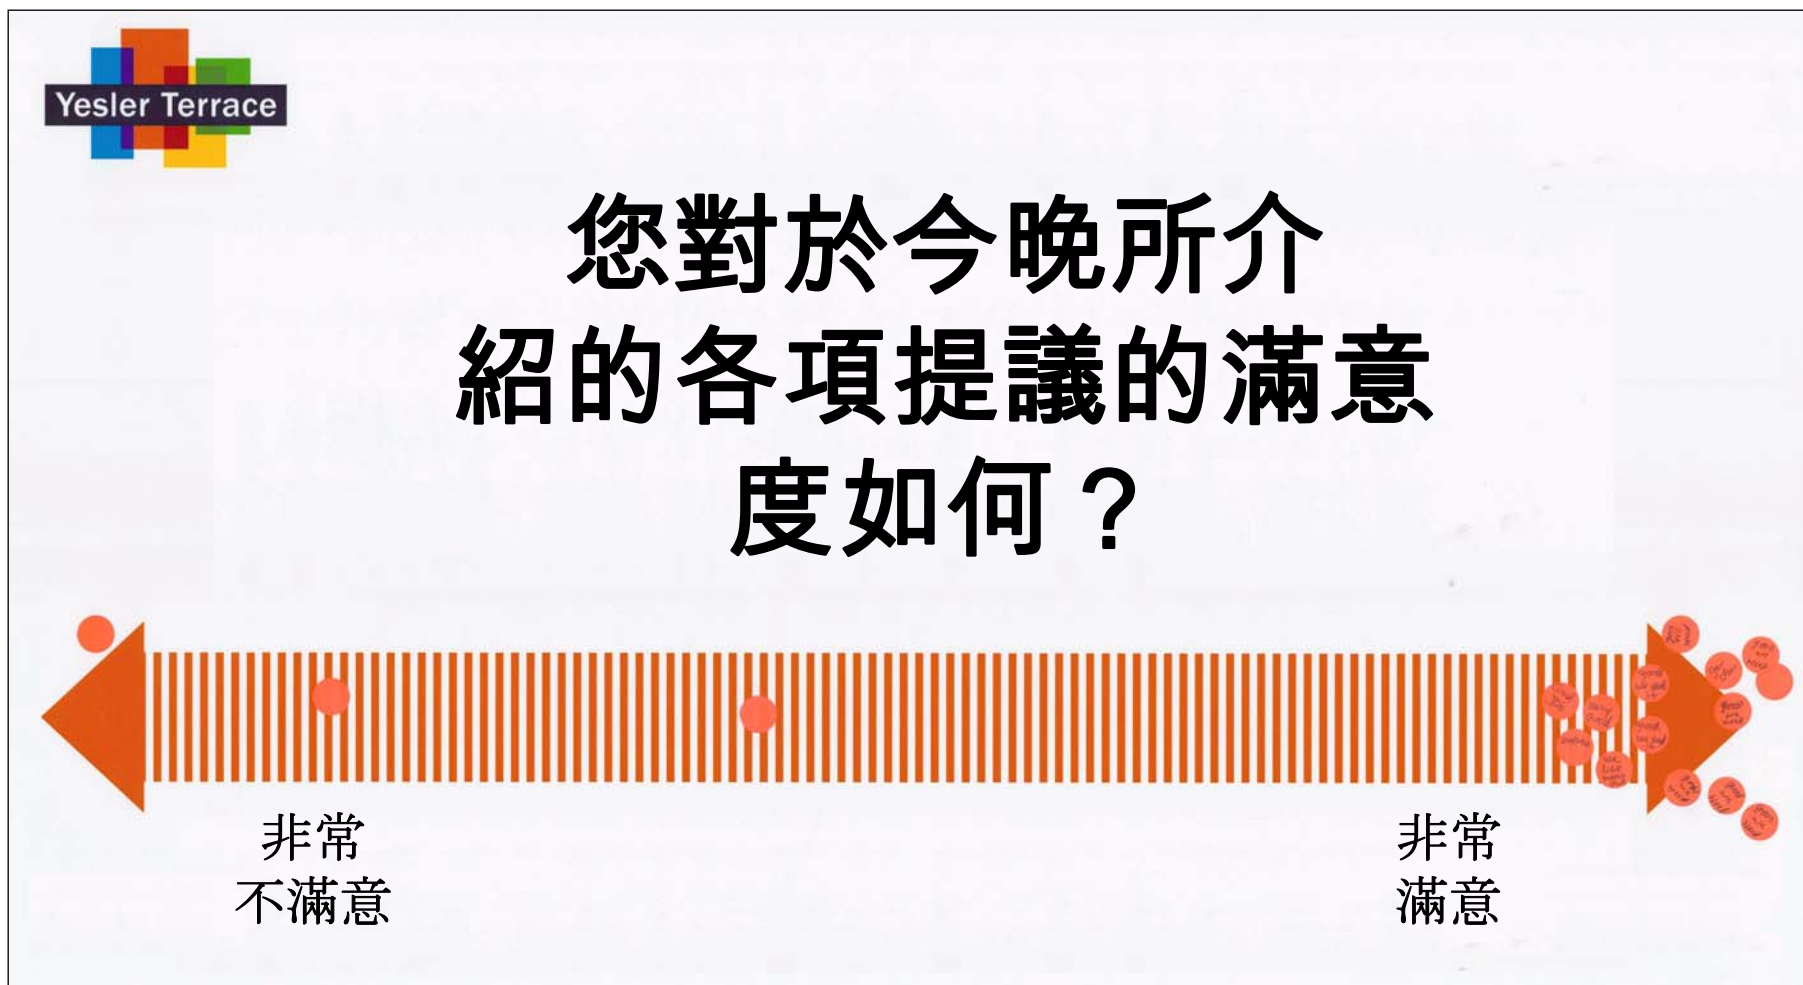 Yesler Terrace
您對於今晚所介
紹的各項提議的滿意
度如何？
非常
不滿意
非常
滿意